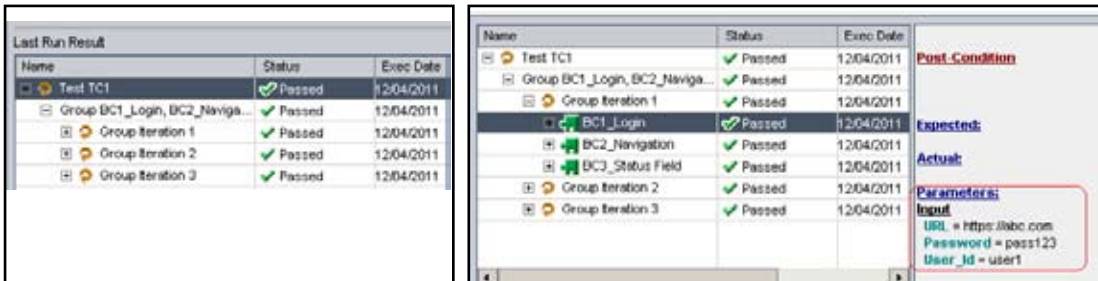 Last Run Result
Name Status Exec Date
Test TC1 Passed 12/04/2011
Group BC1_Login, BC2_Naviga... Passed 12/04/2011
Group Iteration 1 Passed 12/04/2011
Group Iteration 2 Passed 12/04/2011
Group Iteration 3 Passed 12/04/2011
Name Status Exec Date
Test TC1 Passed 12/04/2011
Group BC1_Login, BC2_Naviga... Passed 12/04/2011
Group Iteration 1 Passed 12/04/2011
BC1_Login Passed 12/04/2011
BC2_Navigation Passed 12/04/2011
BC3_Status Field Passed 12/04/2011
Group Iteration 2 Passed 12/04/2011
Group Iteration 3 Passed 12/04/2011
Post-Condition
Expected:
Actual:
Parameters:
Input
URL = https://abc.com
Password = pass123
User_Id = user1